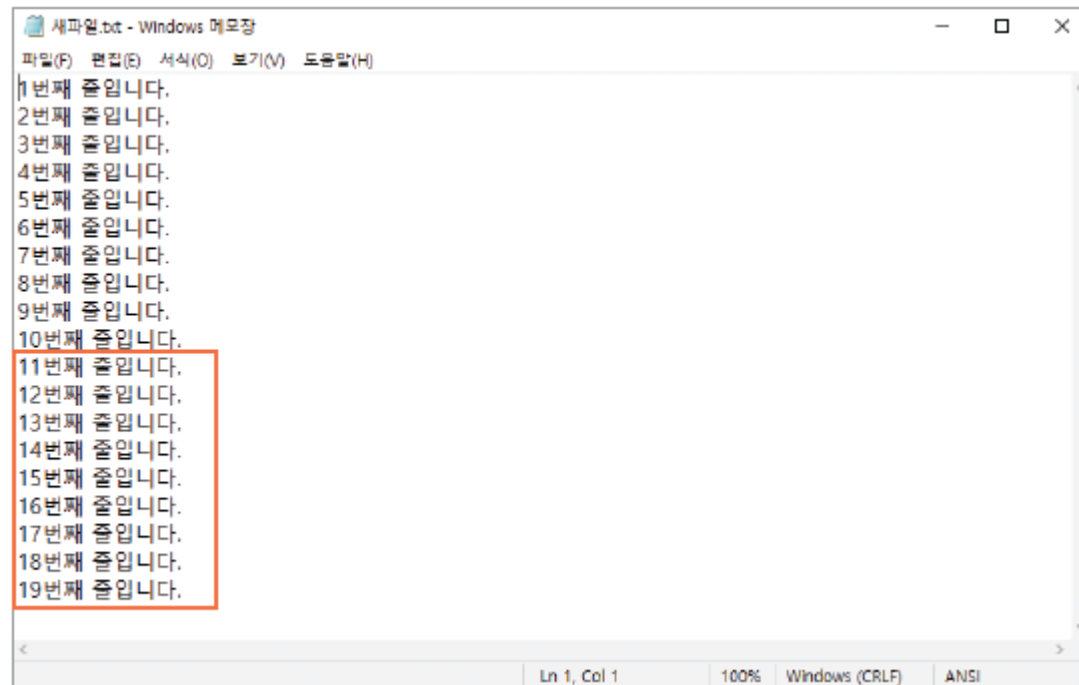 새파일.txt - Windows 메모장
파일(F) 편집(E) 서식(O) 보기(V) 도움말(H)
1번째 줄입니다.
2번째 줄입니다.
3번째 줄입니다.
4번째 줄입니다.
5번째 줄입니다.
6번째 줄입니다.
7번째 줄입니다.
8번째 줄입니다.
9번째 줄입니다.
10번째 줄입니다.
11번째 줄입니다.
12번째 줄입니다.
13번째 줄입니다.
14번째 줄입니다.
15번째 줄입니다.
16번째 줄입니다.
17번째 줄입니다.
18번째 줄입니다.
19번째 줄입니다.
Ln 1, Col 1 100% Windows (CRLF) ANSI